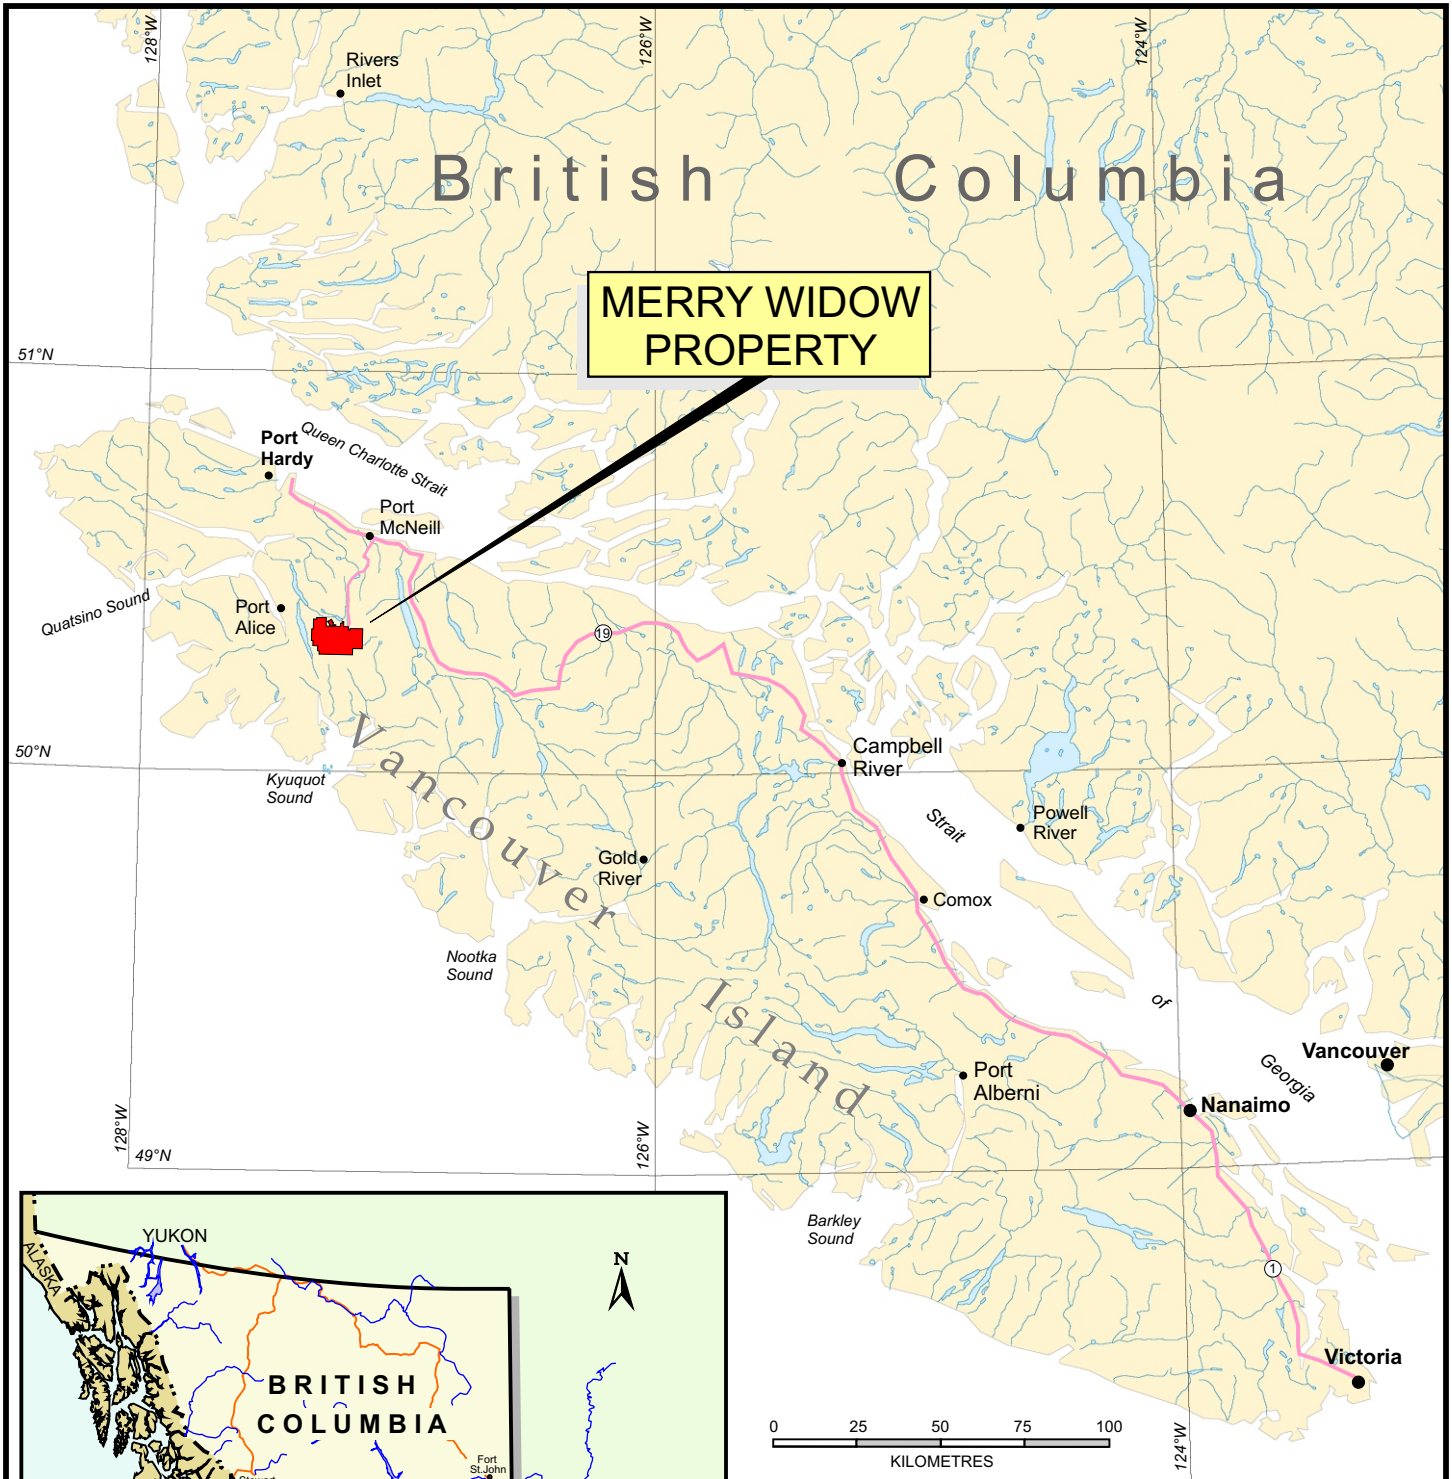 128°W
126°W
124°W
Rivers
Inlet
British Columbia
MERRY WIDOW
PROPERTY
51°N
Port
Hardy
Queen Charlotte Strait
Port
McNeill
Quatsino Sound
Port
Alice
19
Vancouver
Island
50°N
Kyuquot
Sound
Campbell
River
Strait
of
Georgia
Powell
River
Gold
River
Comox
Nootka
Sound
Vancouver
Port
Alberni
Nanaimo
128°W
49°N
126°W
Barkley
Sound
1
Victoria
124°W
0 25 50 75 100
KILOMETRES
YUKON
ALASKA
N
BRITISH
COLUMBIA
Fort
St.John